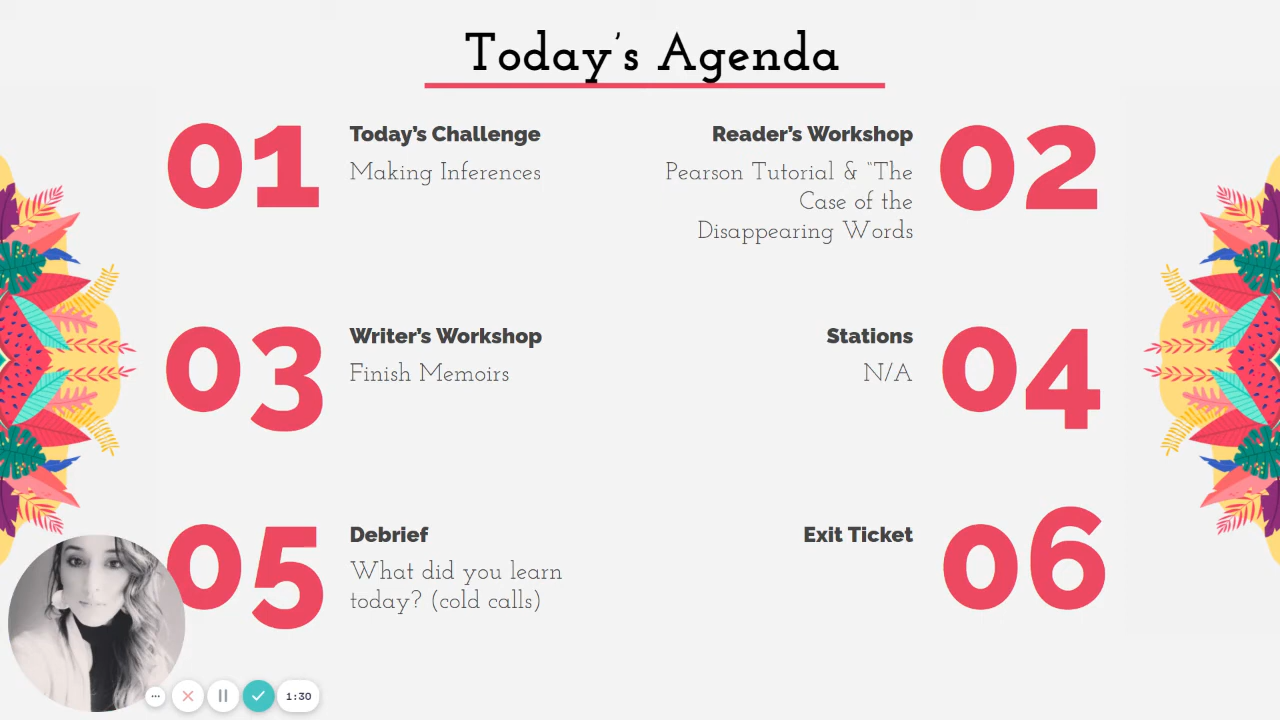 Today's Agenda
01
Today's Challenge
Making Inferences
Reader's Workshop
Pearson Tutorial & "The
Case of the
Disappearing Words
02
03
Writer's Workshop
Finish Memoirs
Stations
N/A
04
05
Debrief
What did you learn
today? (cold calls)
Exit Ticket
06
1:30